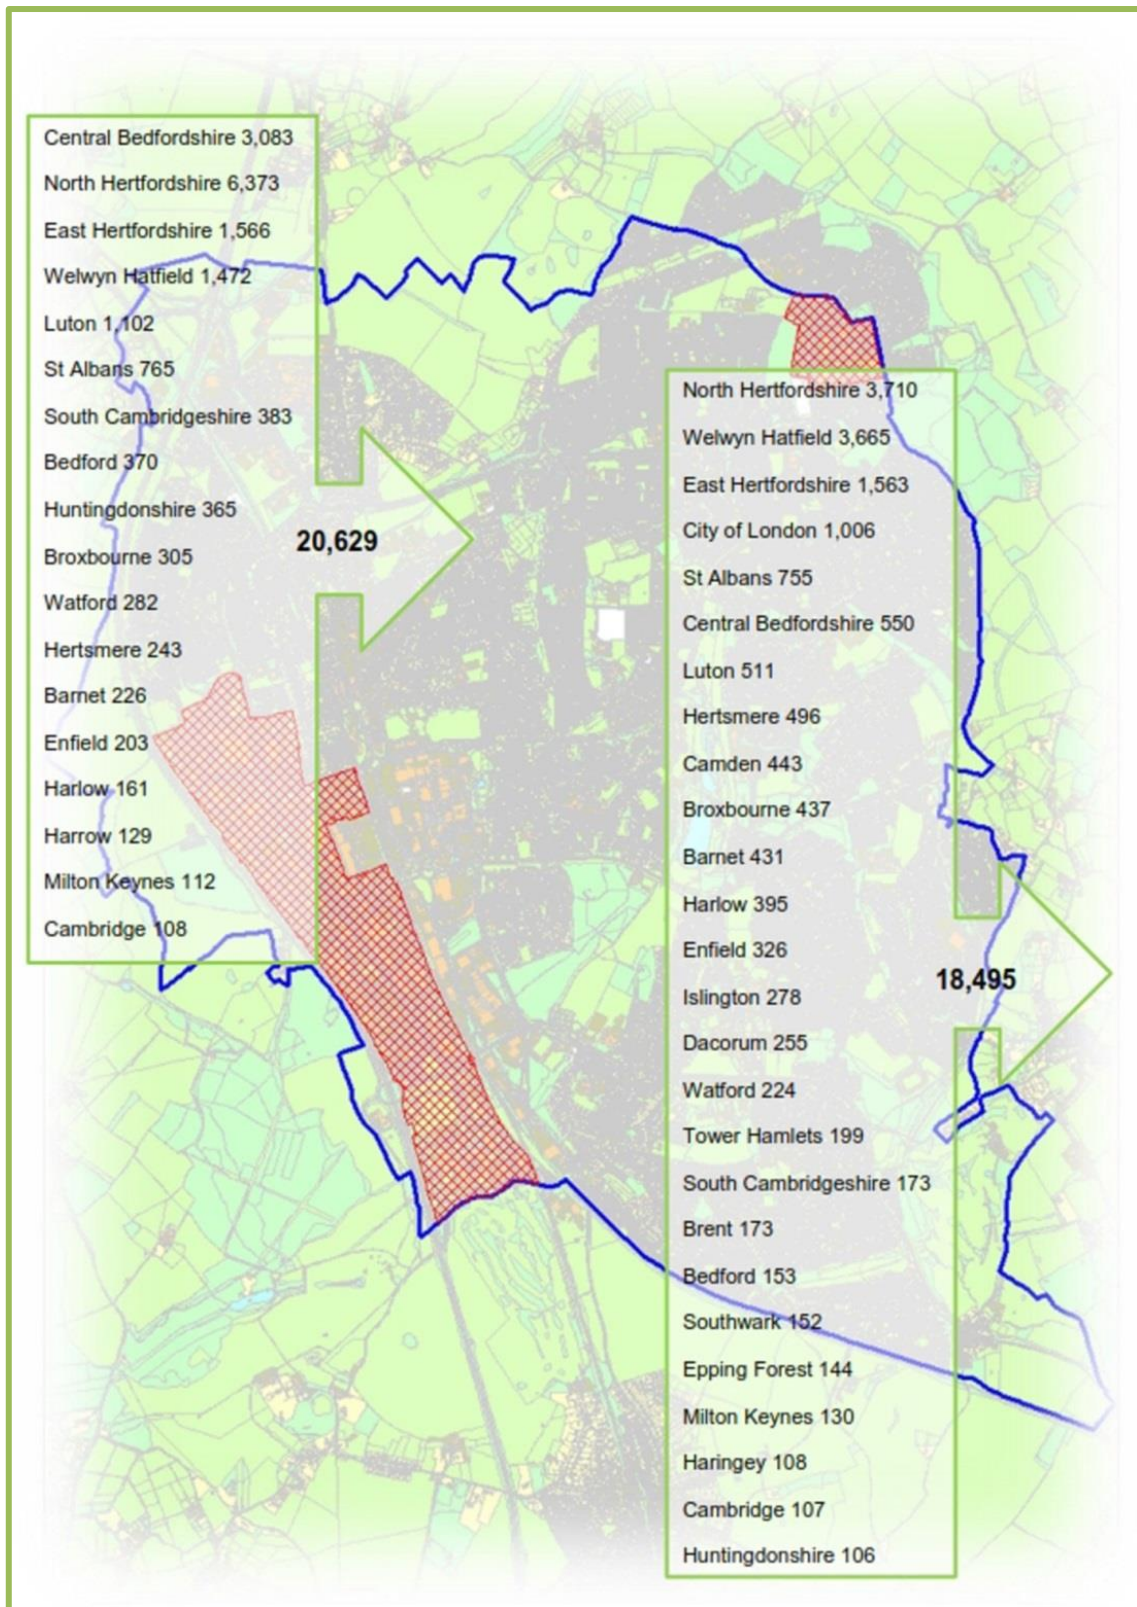 Central Bedfordshire 3,083
North Hertfordshire 6,373
East Hertfordshire 1,566
Welwyn Hatfield 1,472
Luton 1,102
St Albans 765
South Cambridgeshire 383
Bedford 370
Huntingdonshire 365
Broxbourne 305
Watford 282
Hertsmere 243
Barnet 226
Enfield 203
Harlow 161
Harrow 129
Milton Keynes 112
Cambridge 108
20,629
North Hertfordshire 3,710
Welwyn Hatfield 3,665
East Hertfordshire 1,563
City of London 1,006
St Albans 755
Central Bedfordshire 550
Luton 511
Hertsmere 496
Camden 443
Broxbourne 437
Barnet 431
Harlow 395
Enfield 326
Islington 278
Dacorum 255
Watford 224
Tower Hamlets 199
South Cambridgeshire 173
Brent 173
Bedford 153
Southwark 152
Epping Forest 144
Milton Keynes 130
Haringey 108
Cambridge 107
Huntingdonshire 106
18,495